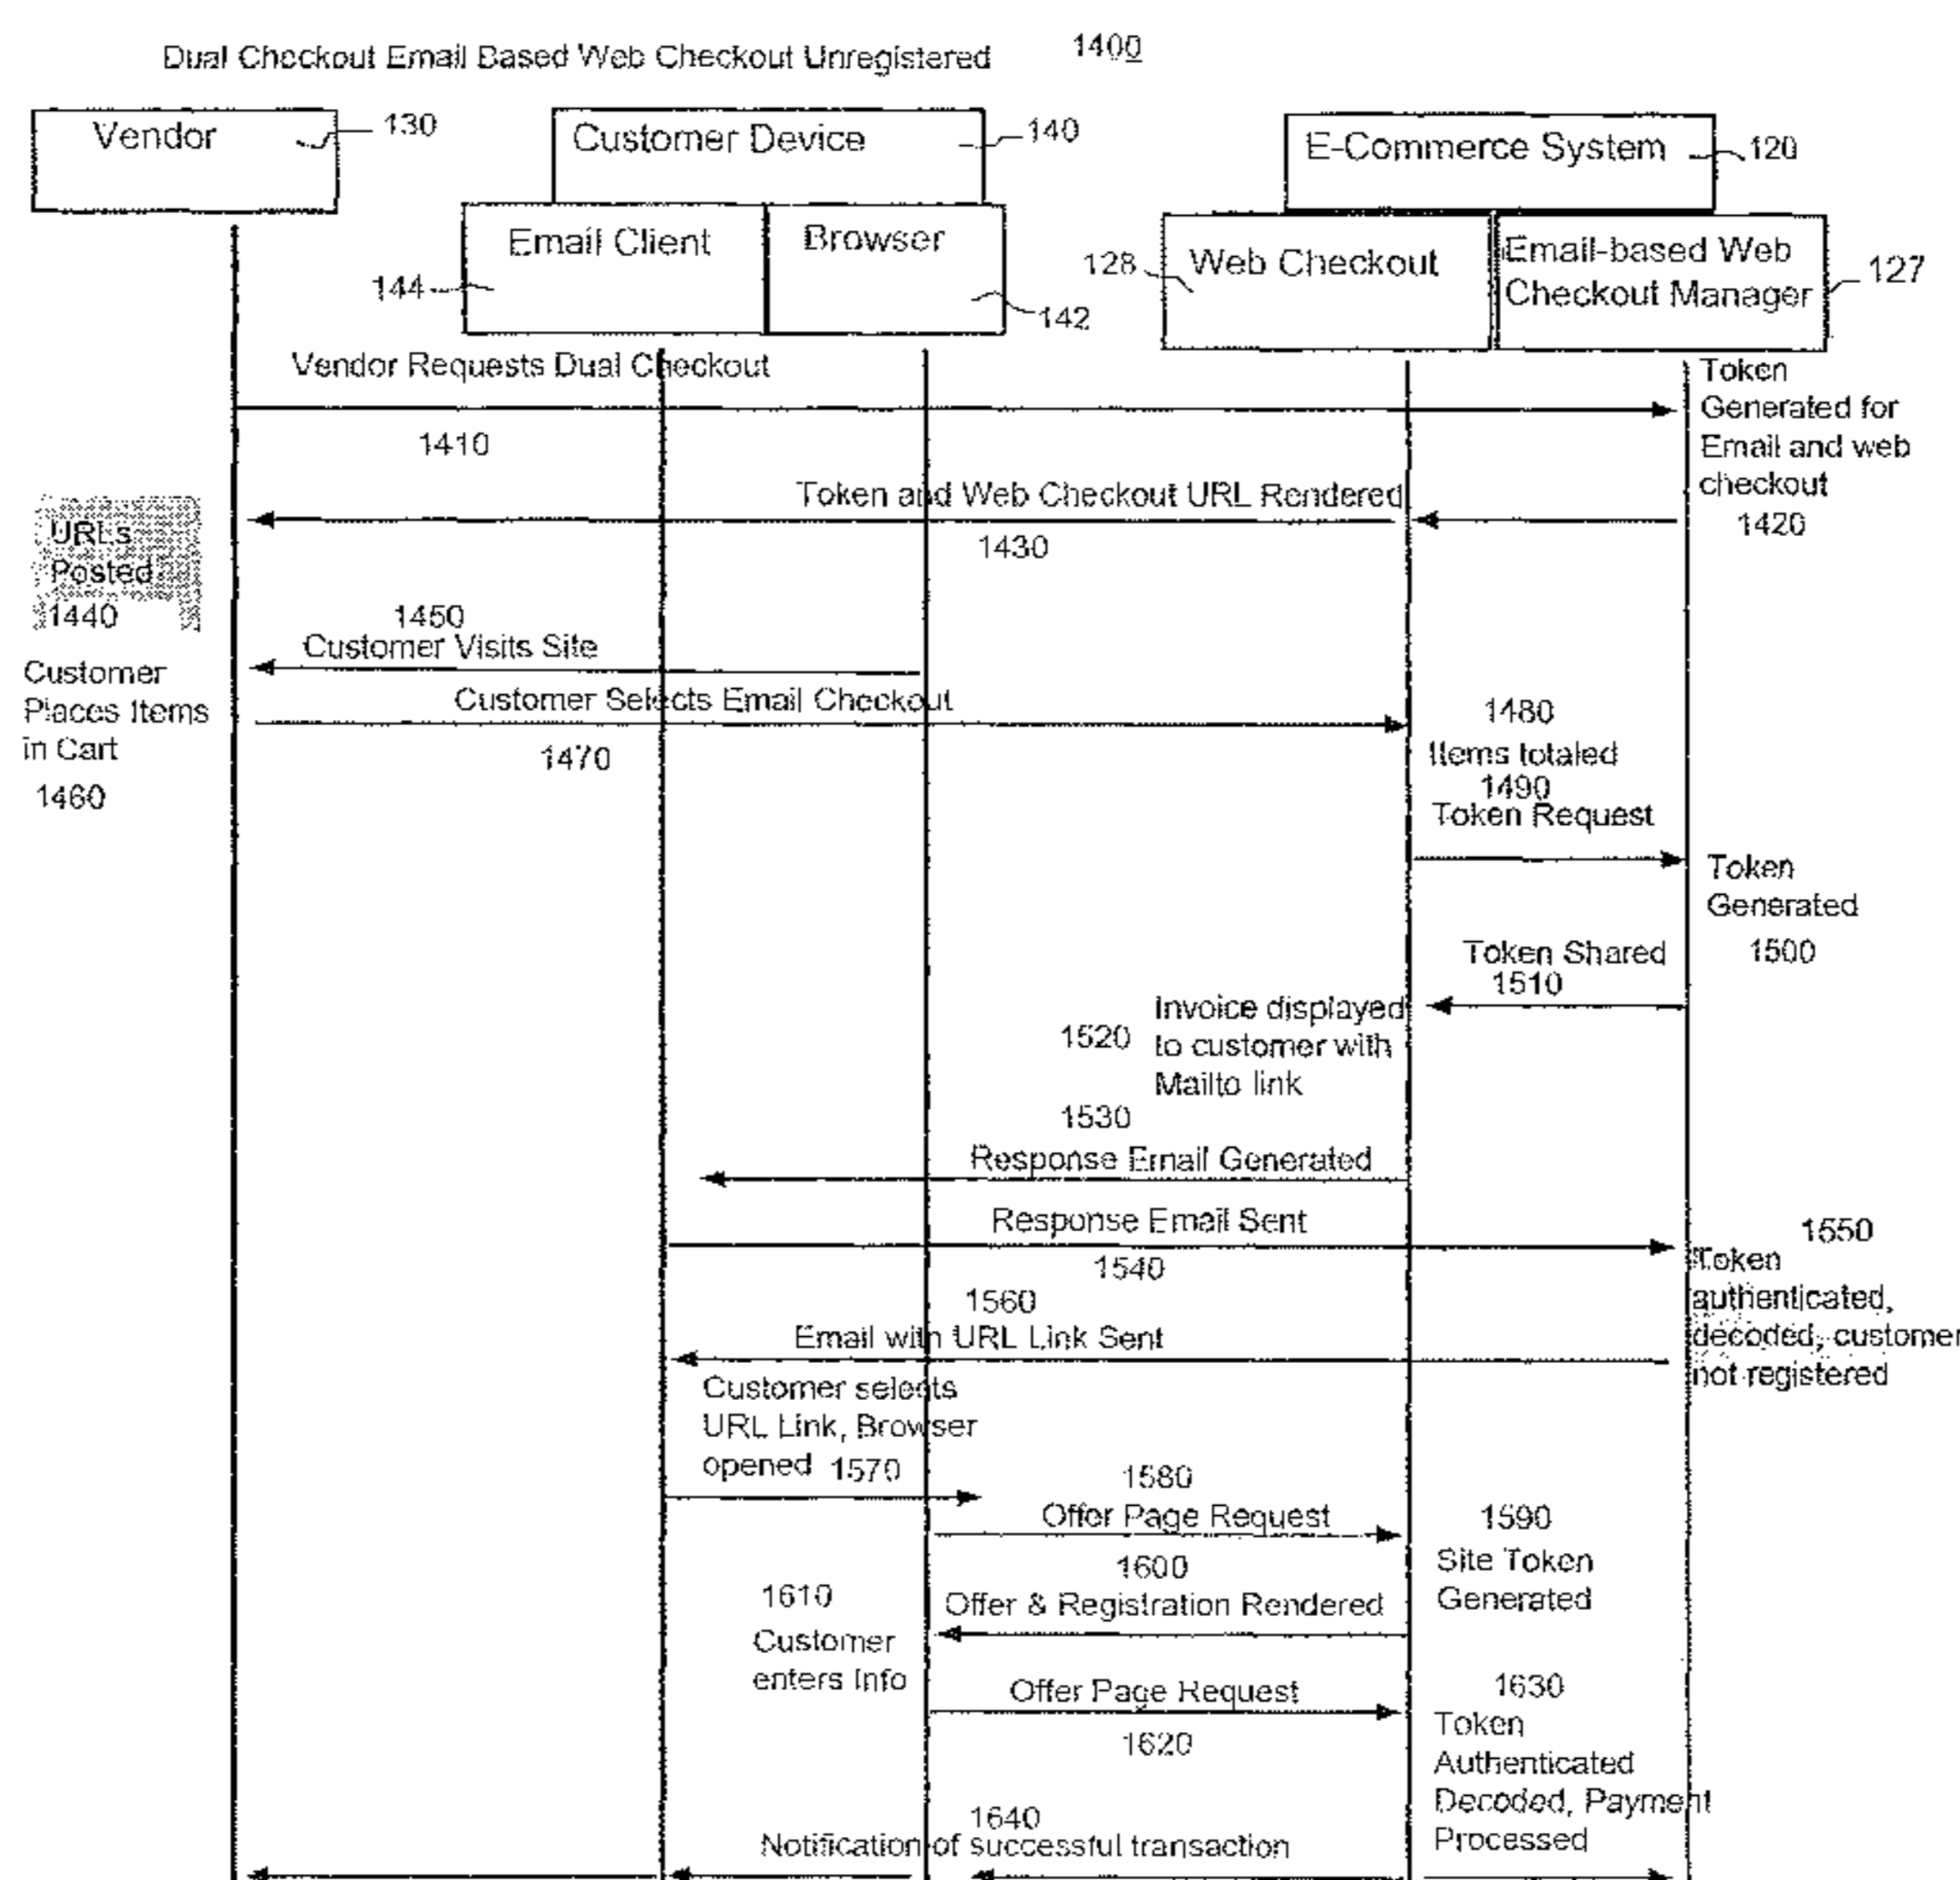 Dual Checkout Email Based Web Checkout Unregistered 1400
Vendor 130
Customer Device 140
E-Commerce System 120
Email Client
Browser
144
142
Web Checkout
128
Email-based Web
Checkout Manager
127
Vendor Requests Dual Checkout
1410
Token
Generated for
Email and web
checkout
1420
Token and Web Checkout URL Rendered
1430
URLs
Posted
1440
1450
Customer Visits Site
Customer
Places Items
in Cart
1460
Customer Selects Email Checkout
1470
1480
Items totaled
1490
Token Request
Token
Generated
1500
Token Shared
1510
Invoice displayed
to customer with
Mailto link
1520
1530
Response Email Generated
Response Email Sent
1540
1550
Token
authenticated,
decoded, customer
not registered
1560
Email with URL Link Sent
Customer selects
URL Link, Browser
opened 1570
1580
Offer Page Request
1590
Site Token
Generated
1600
Offer & Registration Rendered
1610
Customer
enters Info
Offer Page Request
1620
1630
Token
Authenticated
Decoded, Payment
Processed
1640
Notification of successful transaction